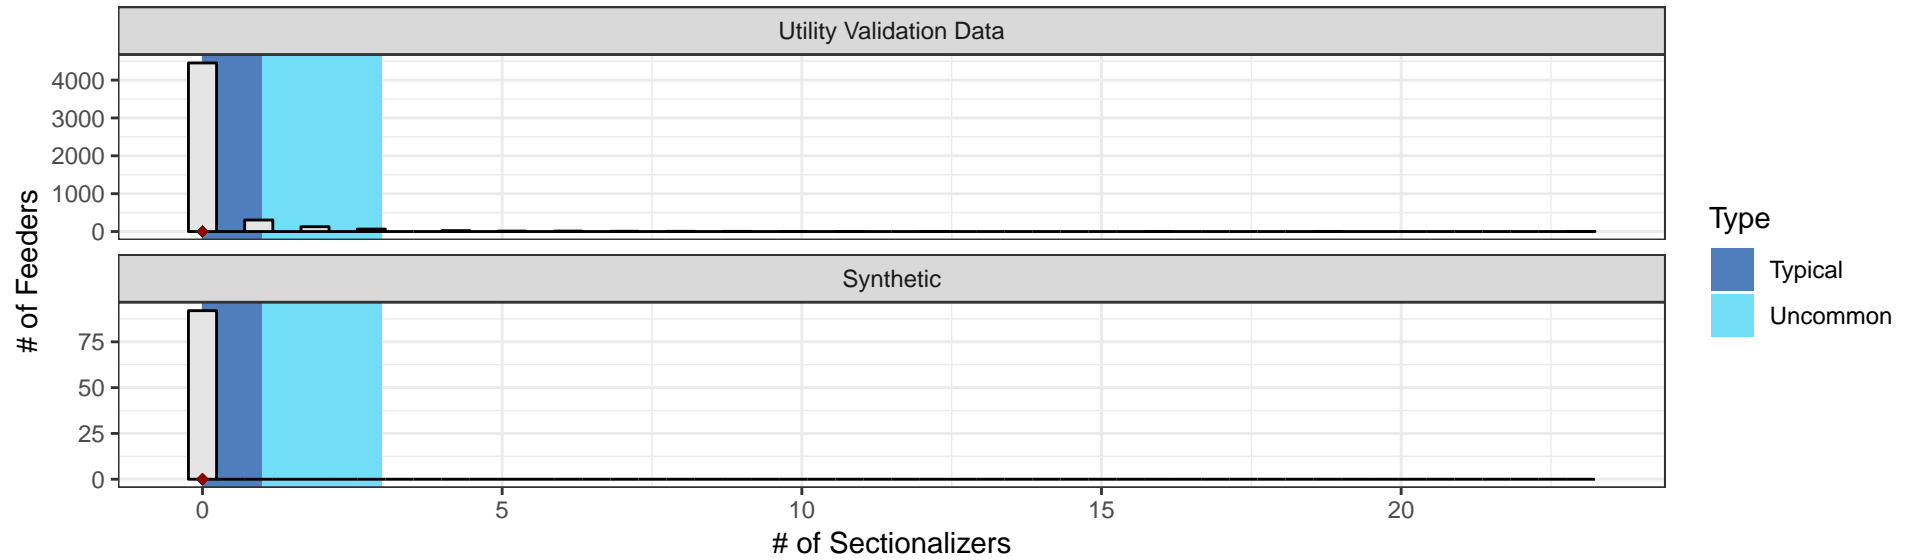 Utility Validation Data
4000
3000
2000
1000
0
Synthetic
75
50
25
0
0 5 10 15 20
# of Sectionalizers
# of Feeders
Type
Typical
Uncommon